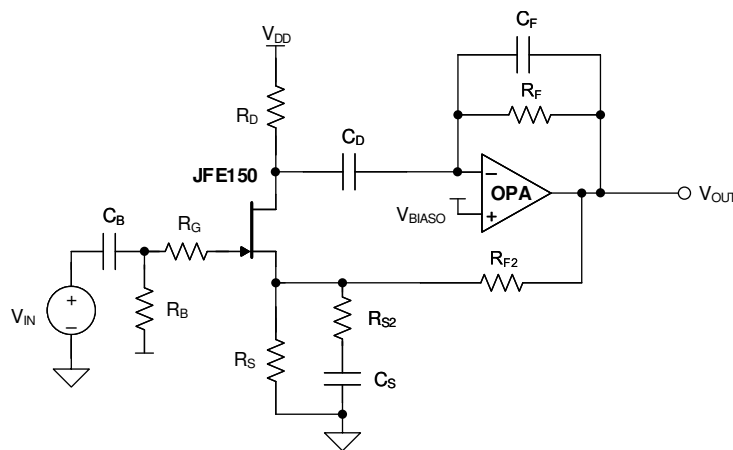 V_DD
C_F
R_F
R_D
C_D
JFE150
OPA
−
+
V_BIASO
V_OUT
C_B
R_G
R_F2
V_IN
+
−
R_B
R_S2
R_S
C_S